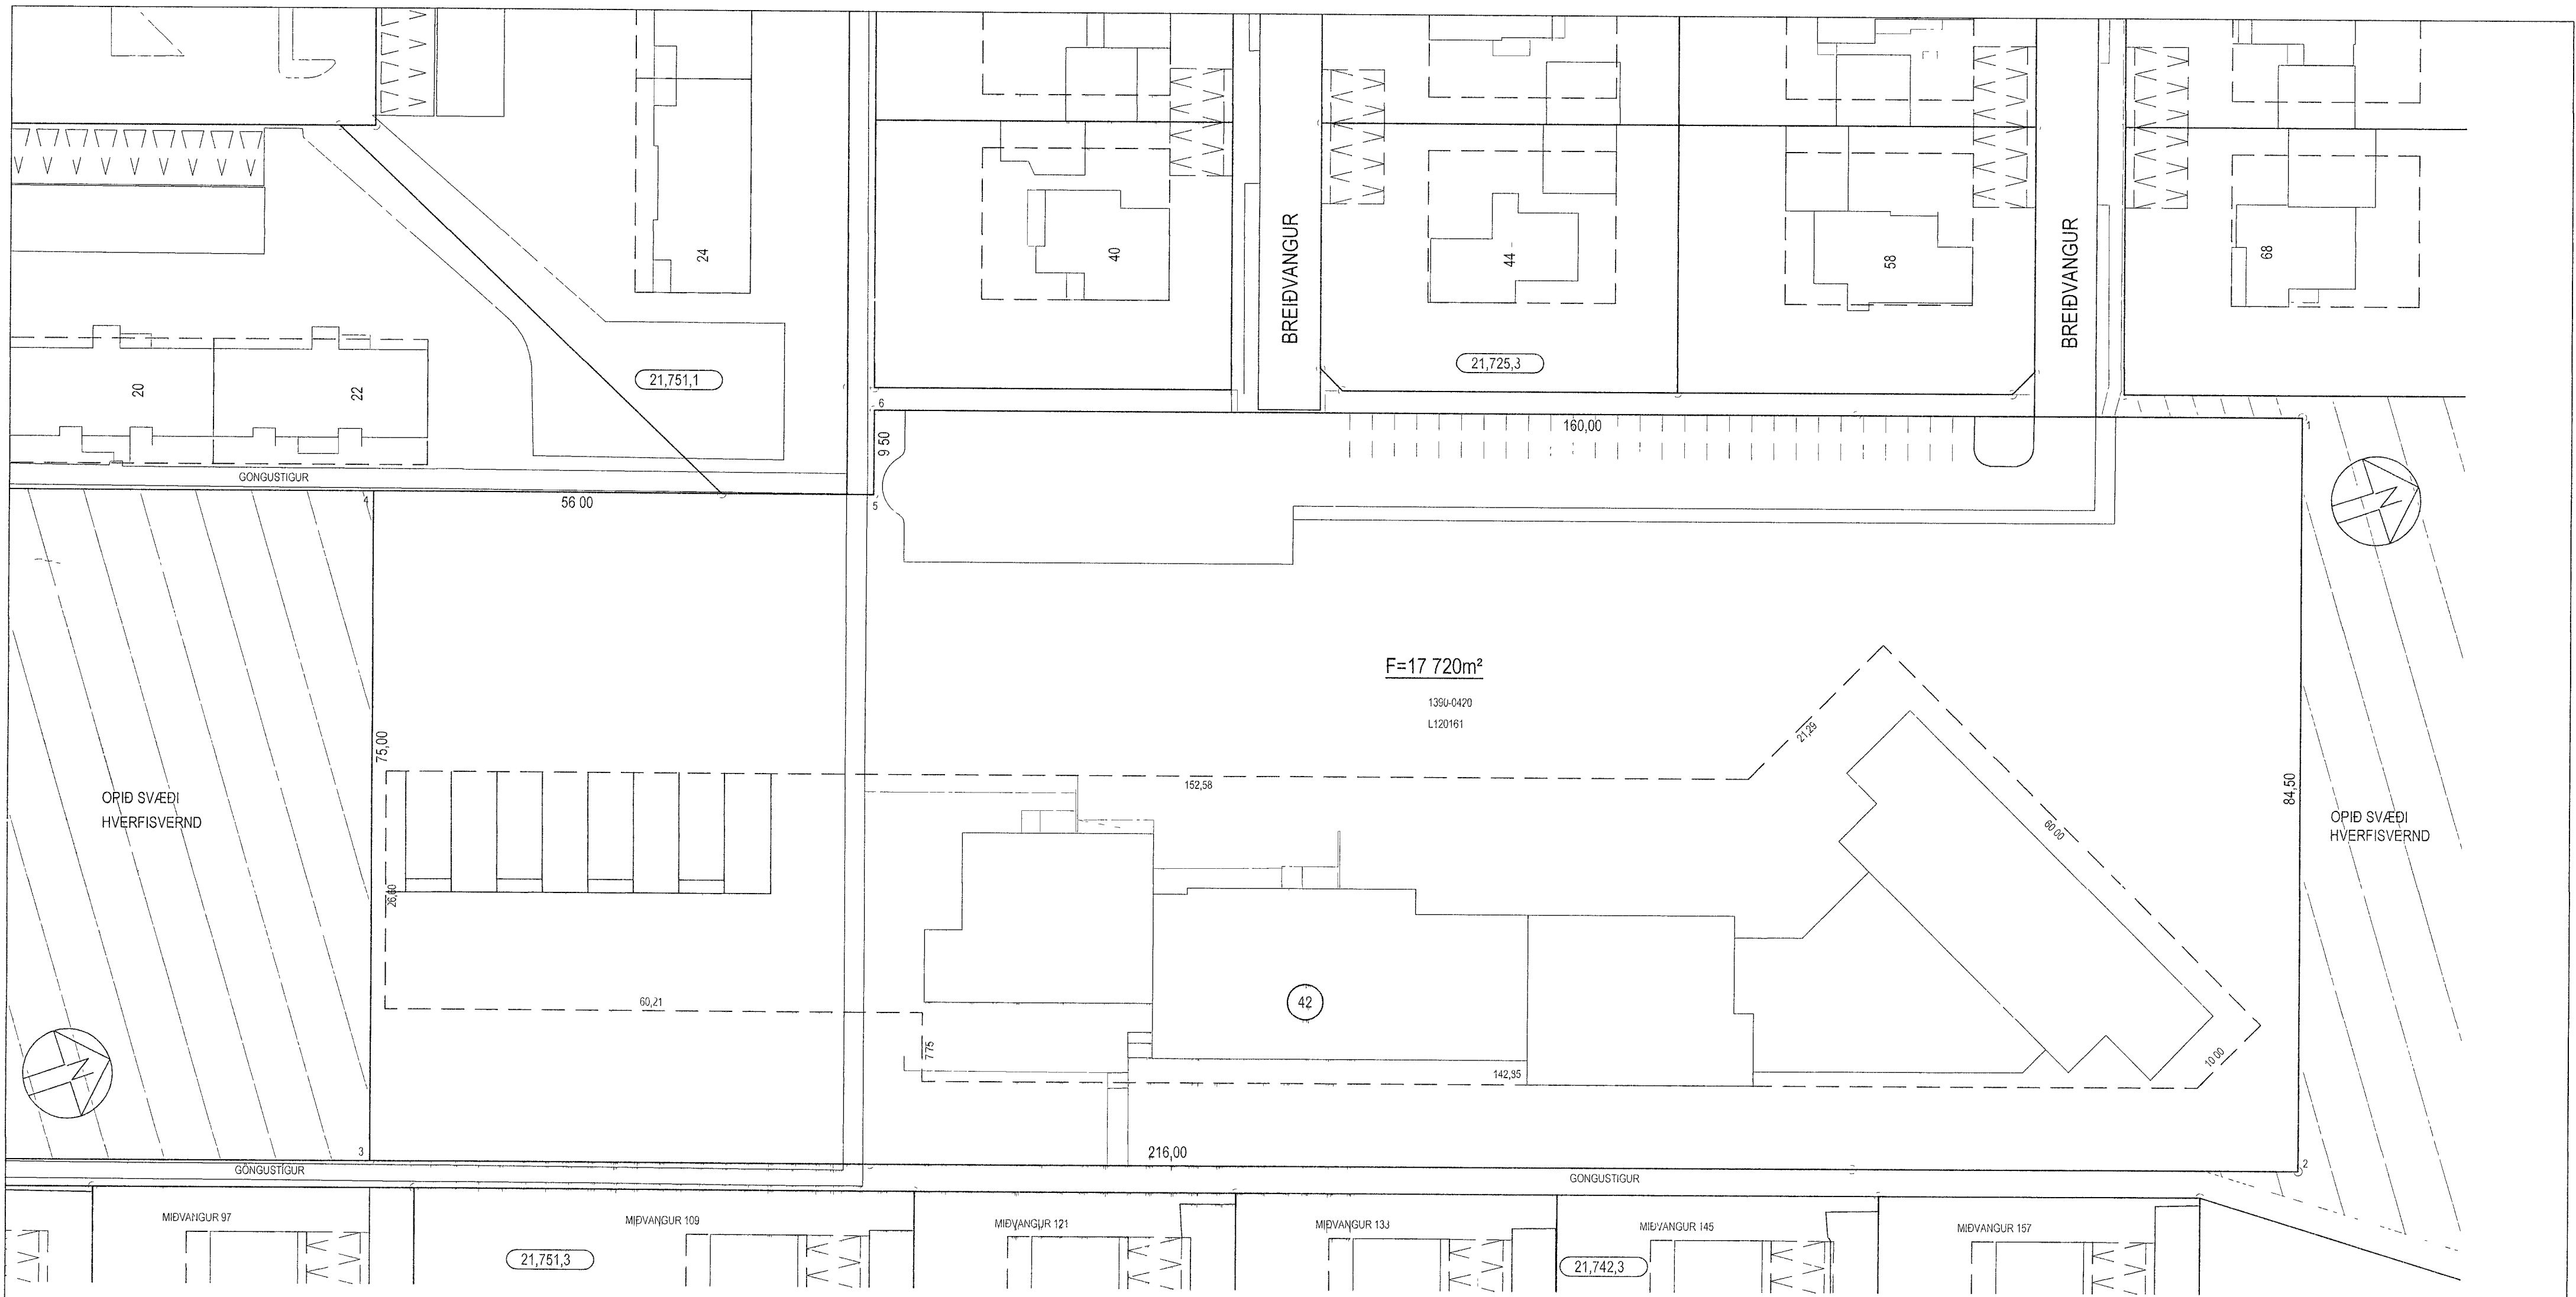 24
40
BREIÐVANGUR
44
58
BREIÐVANGUR
68
20
22
21,751,1
21,725,3
6
9 50
160,00
1
GÖNGUSTÍGUR
4
56 00
5
F=17 720m²
1390-0420
L120161
21,29
75,00
OPIÐ SVÆÐI
HVERFISVERND
152,58
60 00
84,50
OPIÐ SVÆÐI
HVERFISVERND
26,60
60,21
42
7 75
142,95
10 00
3
216,00
2
GÖNGUSTÍGUR
GÖNGUSTÍGUR
MIÐVANGUR 97
MIÐVANGUR 109
MIÐVANGUR 121
MIÐVANGUR 133
MIÐVANGUR 145
MIÐVANGUR 157
21,751,3
21,742,3